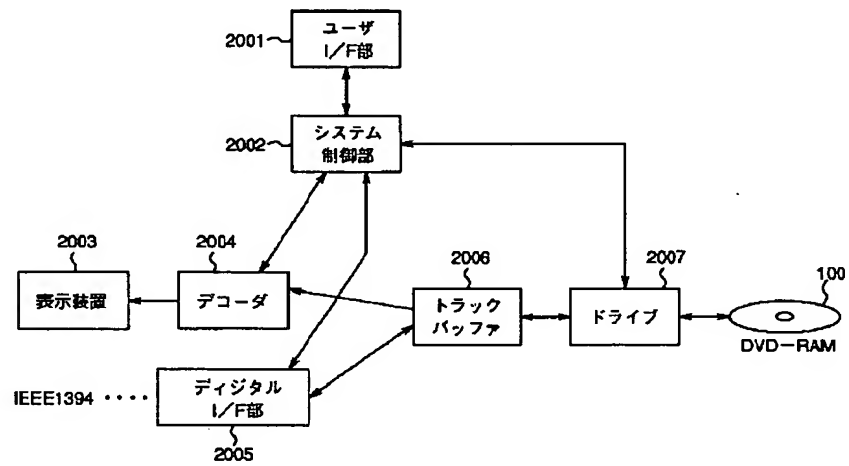 2001
ユーザ
I/F部
2002
システム
制御部
2003
表示装置
2004
デコーダ
2006
トラック
バッファ
2007
ドライブ
100
DVD-RAM
IEEE1394 ・・・・
ディジタル
I/F部
2005